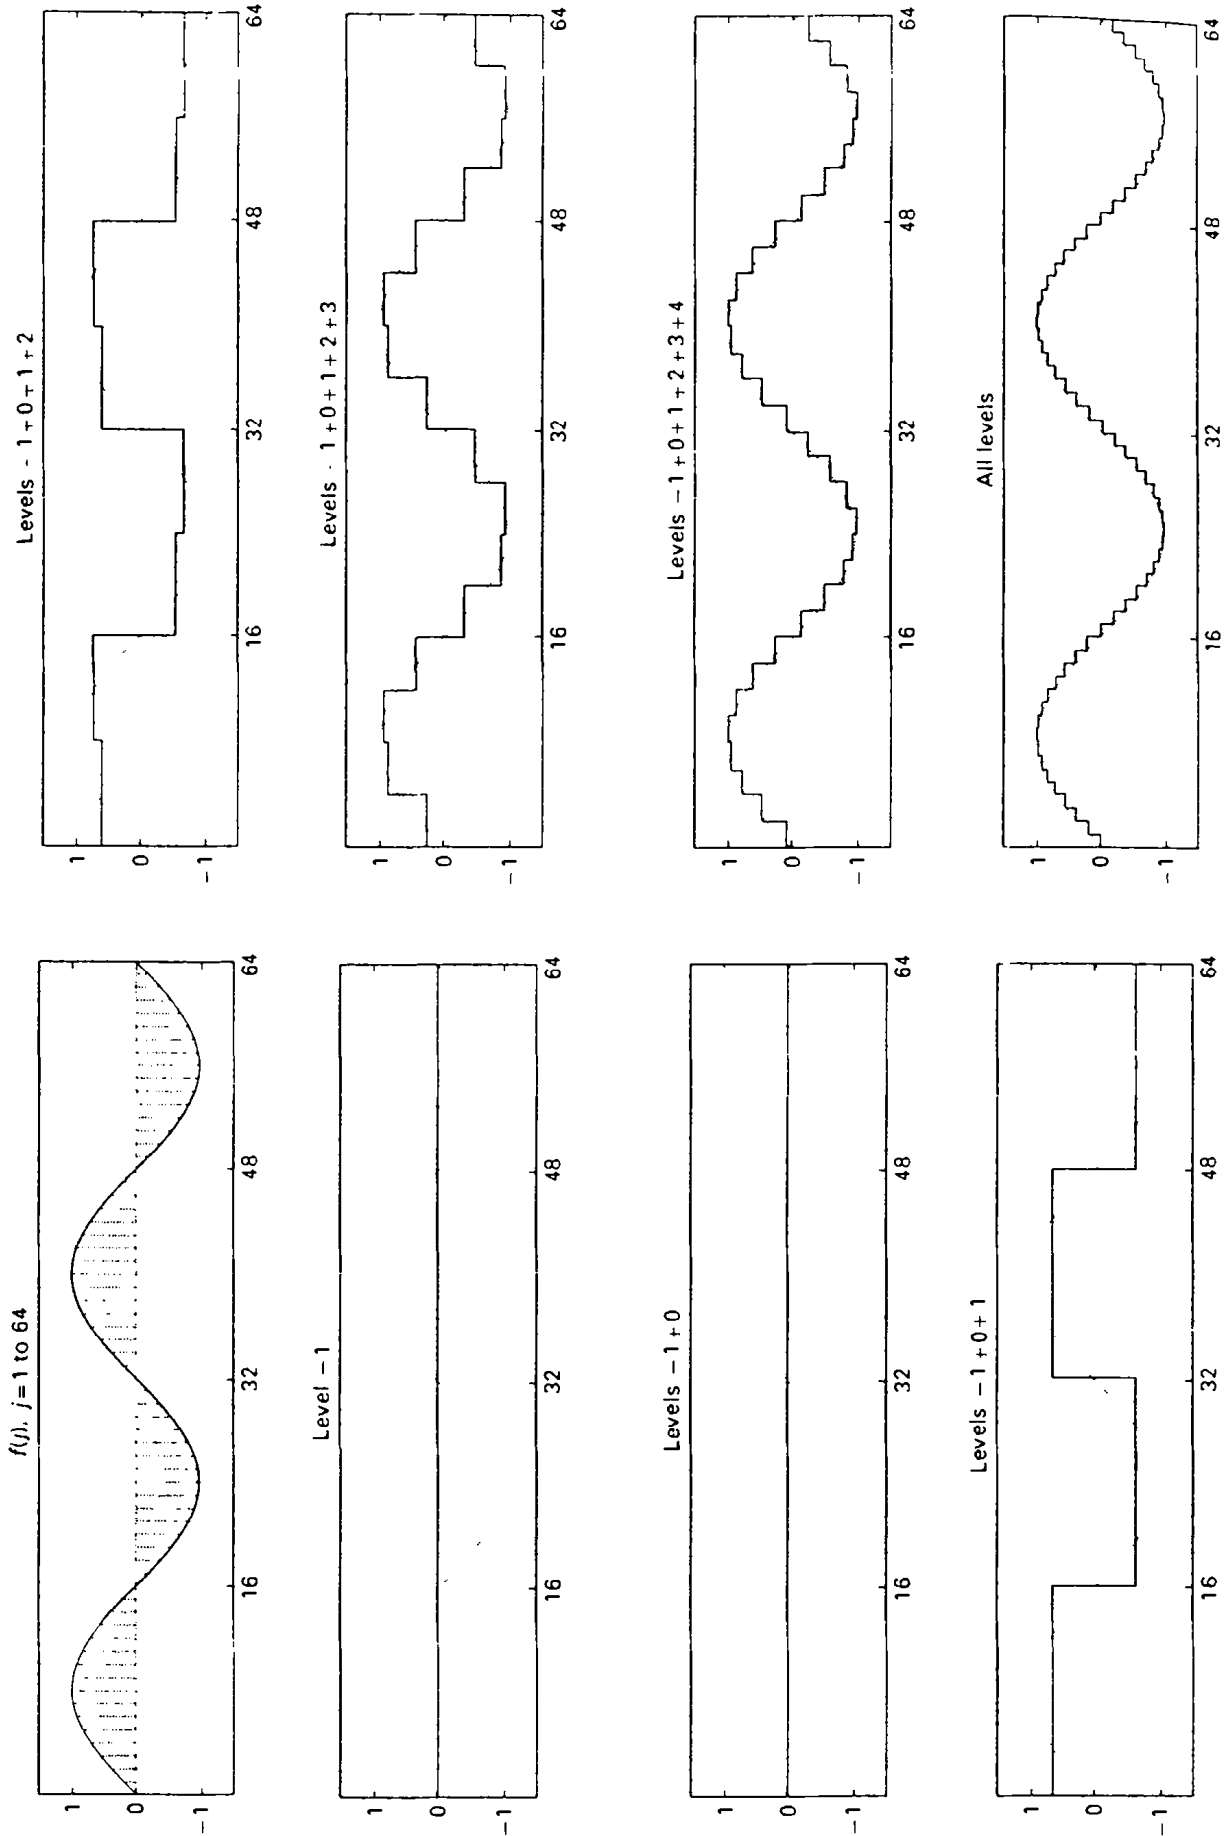 f(j), j=1 to 64
1
0
−1
16 32 48 64
Level −1
1
0
−1
16 32 48 64
Levels −1+0
1
0
−1
16 32 48 64
Levels −1+0+1
1
0
−1
16 32 48 64
Levels −1+0+1+2
1
0
−1
16 32 48 64
Levels −1+0+1+2+3
1
0
−1
16 32 48 64
Levels −1+0+1+2+3+4
1
0
−1
16 32 48 64
All levels
1
0
−1
16 32 48 64